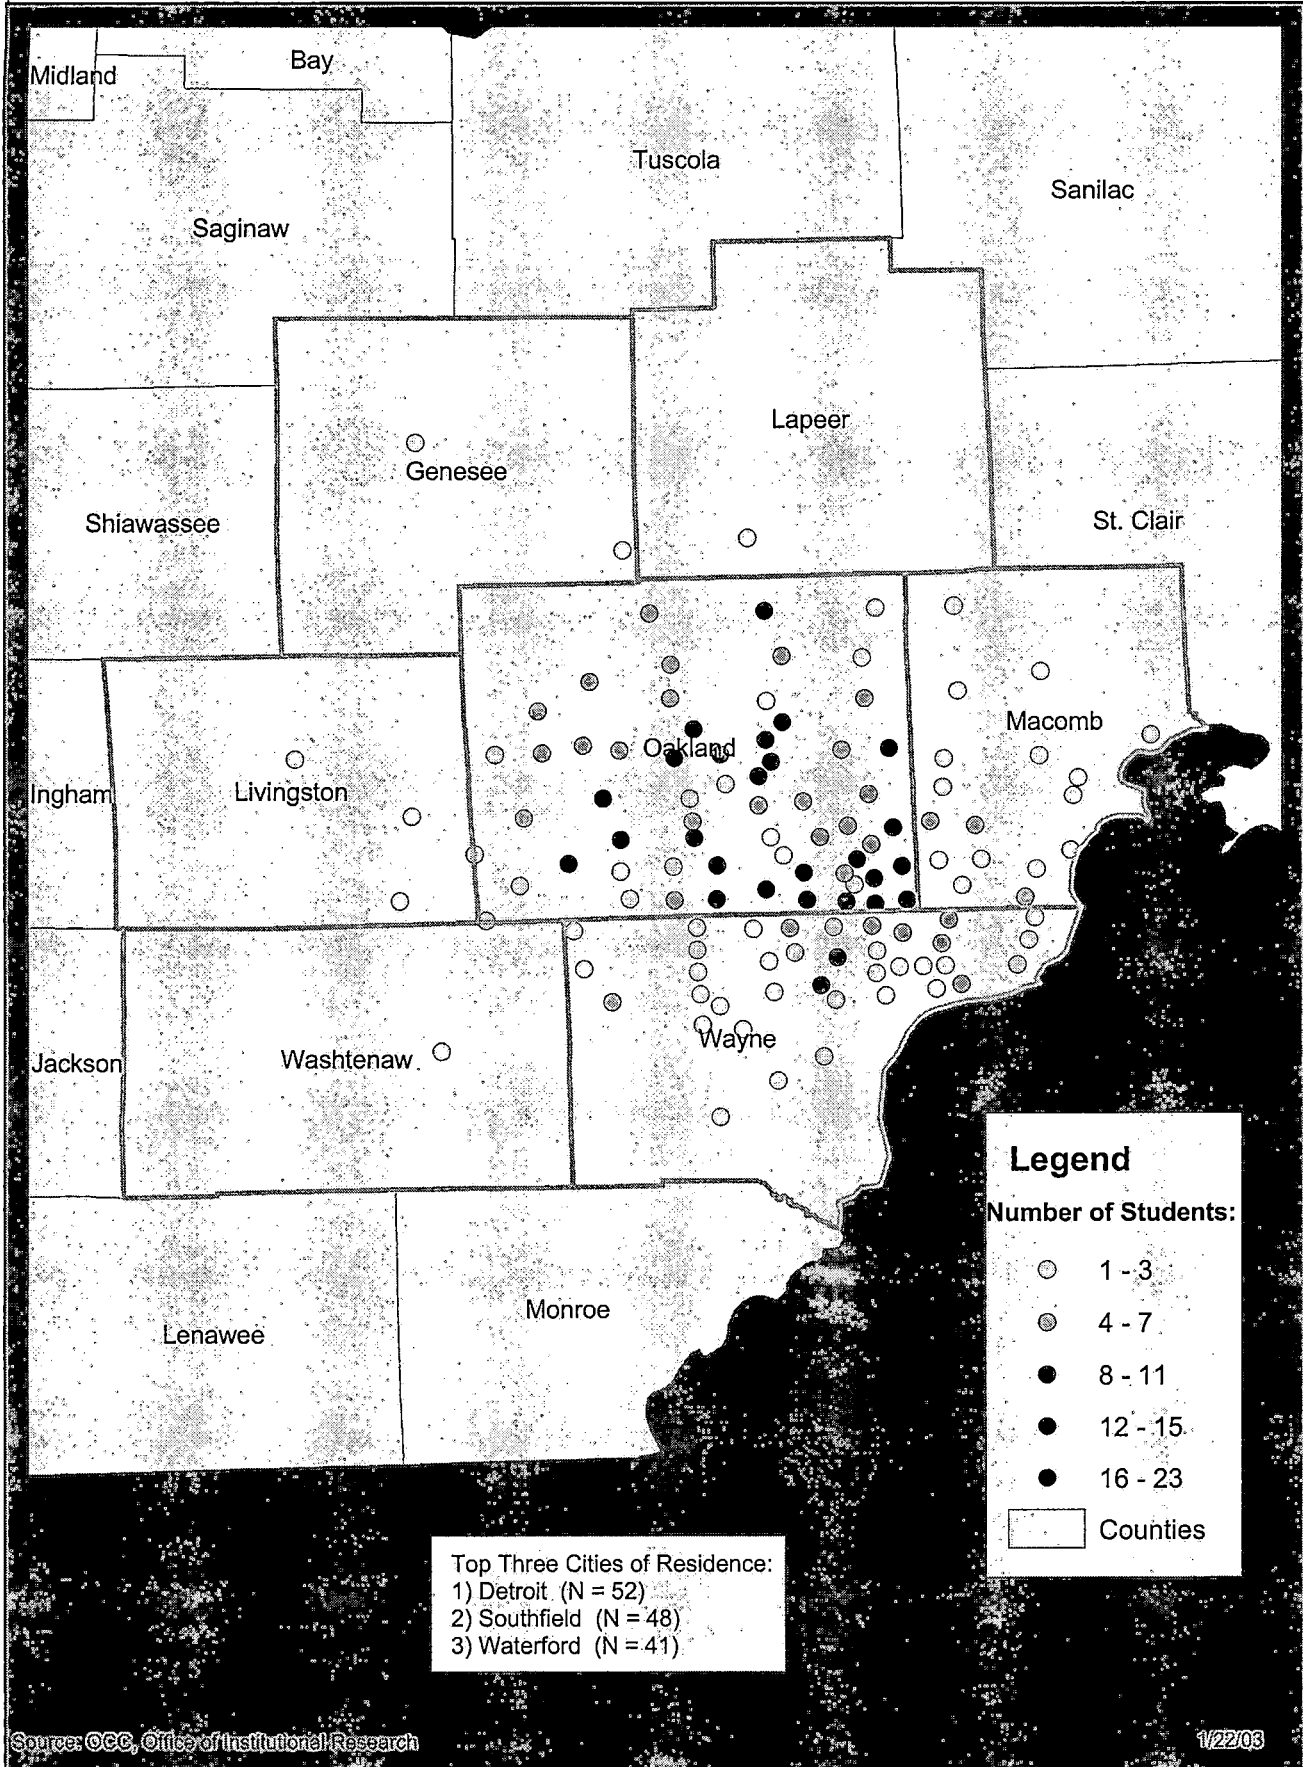 Midland
Bay
Tuscola
Sanilac
Saginaw
Lapeer
Genesee
Shiawassee
St. Clair
Macomb
Oakland
Ingham
Livingston
Jackson
Washtenaw
Wayne
Legend
Number of Students:
1 - 3
4 - 7
8 - 11
12 - 15
16 - 23
Counties
Monroe
Lenawee
Top Three Cities of Residence:
1) Detroit (N = 52)
2) Southfield (N = 48)
3) Waterford (N = 41)
Source: OCC, Office of Institutional Research
1/22/03